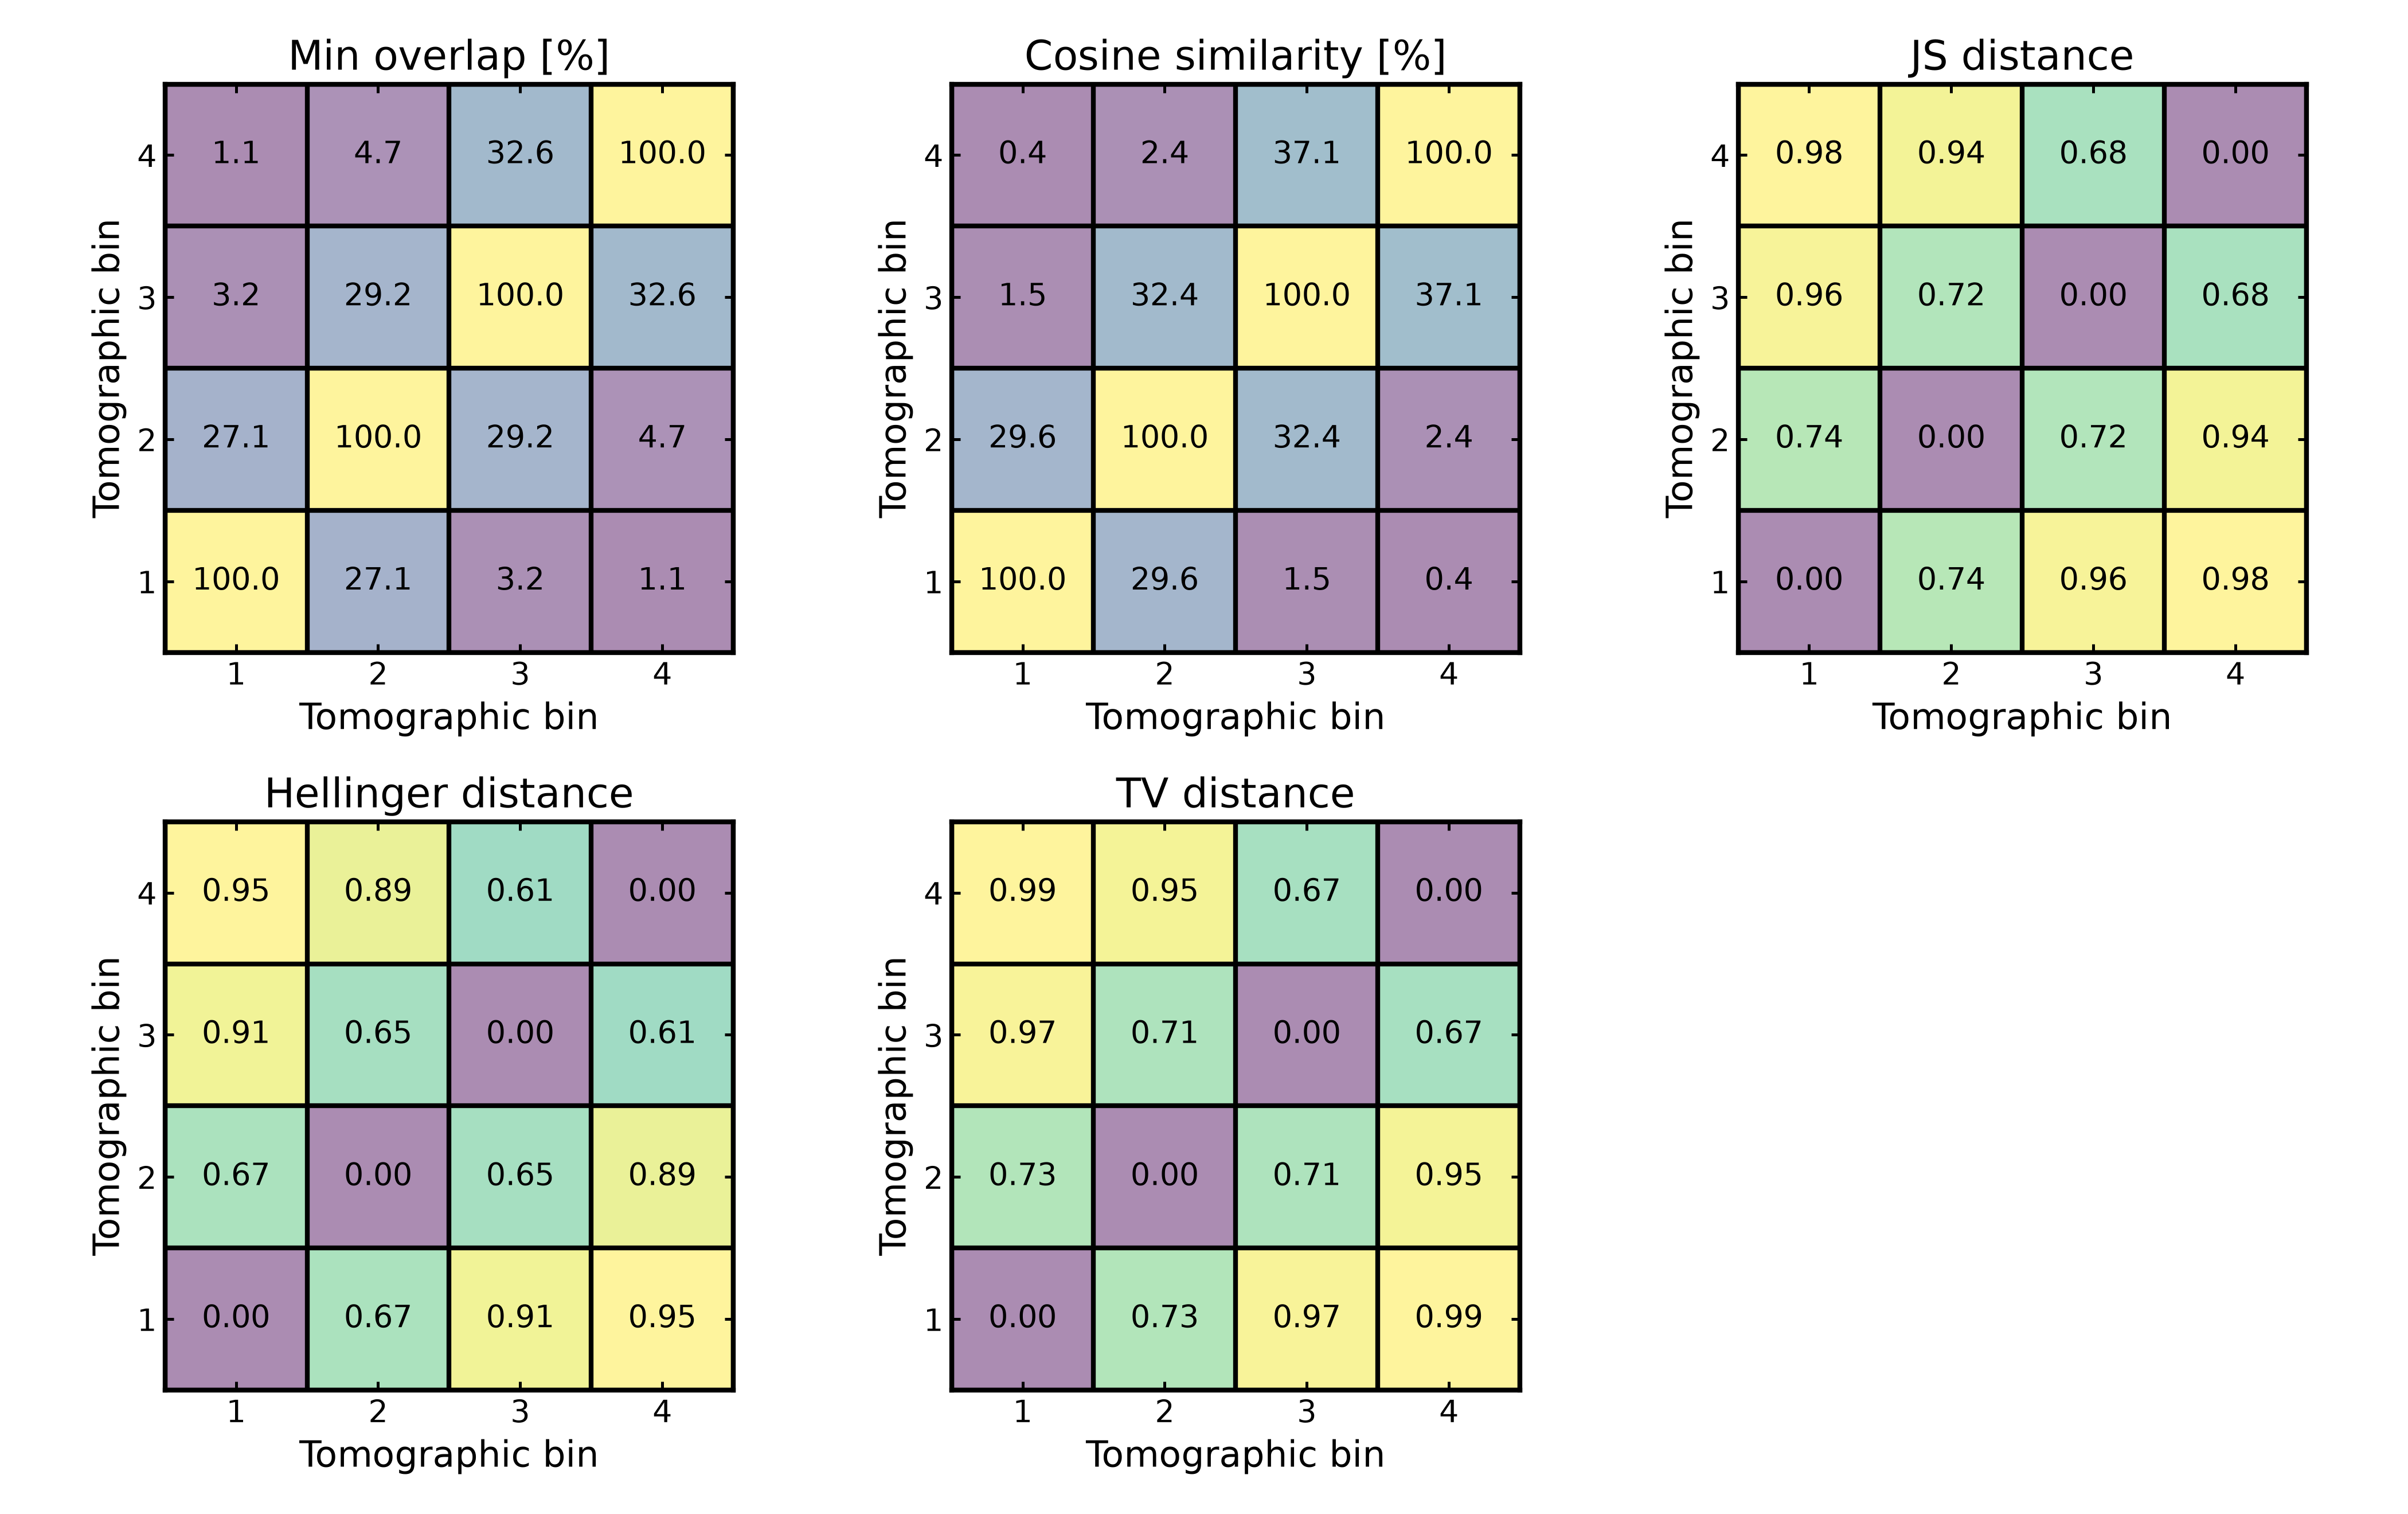 Min overlap [%]
Tomographic bin
4 1.1 4.7 32.6 100.0
3 3.2 29.2 100.0 32.6
2 27.1 100.0 29.2 4.7
1 100.0 27.1 3.2 1.1
1 2 3 4
Tomographic bin
Cosine similarity [%]
Tomographic bin
4 0.4 2.4 37.1 100.0
3 1.5 32.4 100.0 37.1
2 29.6 100.0 32.4 2.4
1 100.0 29.6 1.5 0.4
1 2 3 4
Tomographic bin
JS distance
Tomographic bin
4 0.98 0.94 0.68 0.00
3 0.96 0.72 0.00 0.68
2 0.74 0.00 0.72 0.94
1 0.00 0.74 0.96 0.98
1 2 3 4
Tomographic bin
Hellinger distance
Tomographic bin
4 0.95 0.89 0.61 0.00
3 0.91 0.65 0.00 0.61
2 0.67 0.00 0.65 0.89
1 0.00 0.67 0.91 0.95
1 2 3 4
Tomographic bin
TV distance
Tomographic bin
4 0.99 0.95 0.67 0.00
3 0.97 0.71 0.00 0.67
2 0.73 0.00 0.71 0.95
1 0.00 0.73 0.97 0.99
1 2 3 4
Tomographic bin